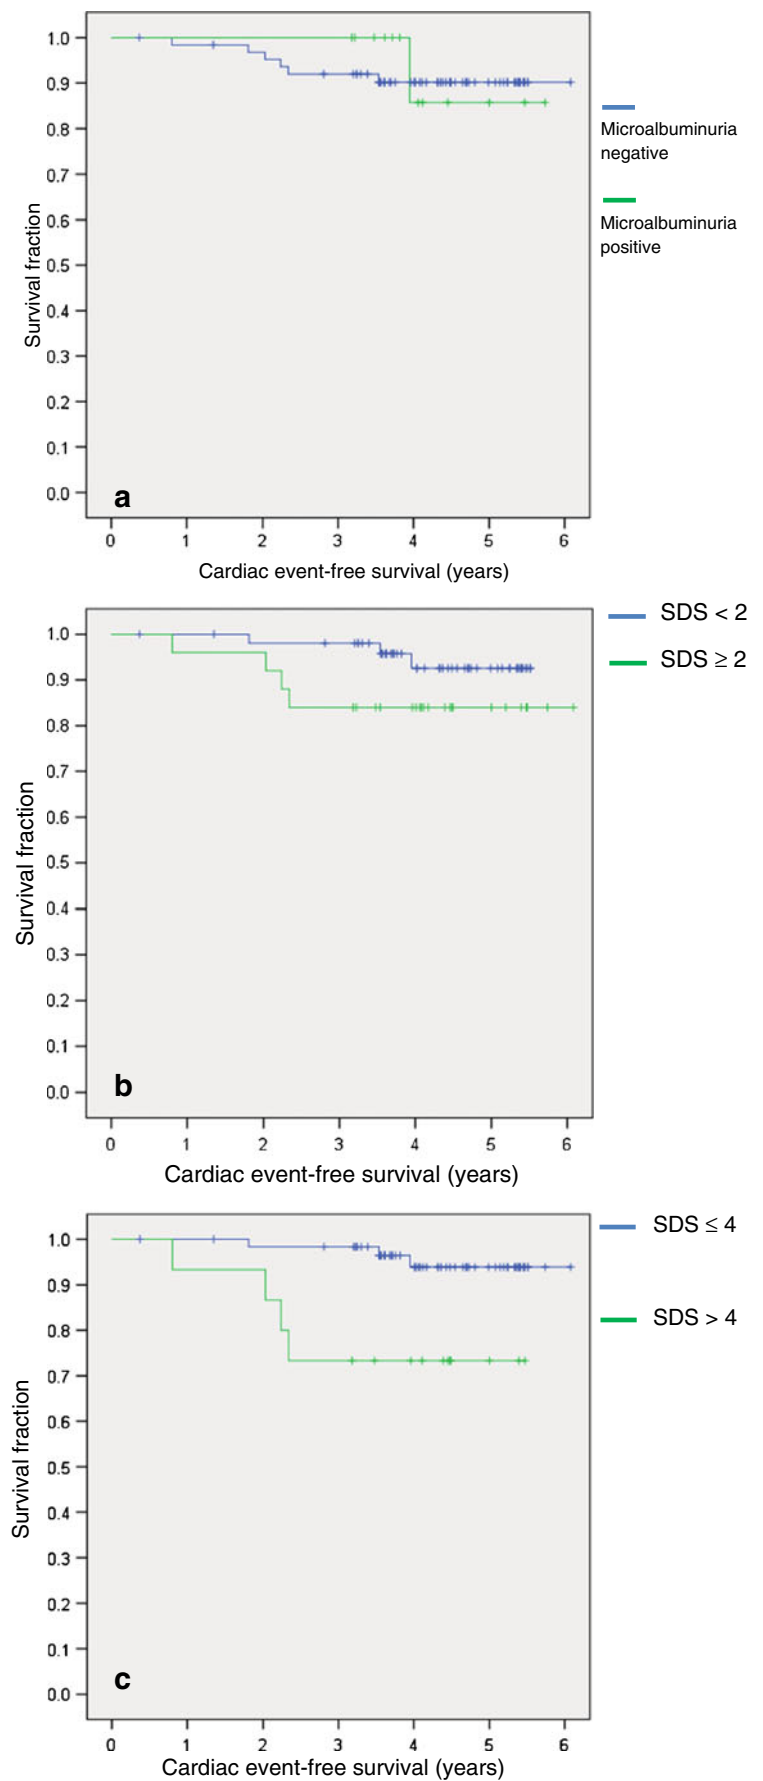 1.0
0.9
0.8
0.7
0.6
0.5
0.4
0.3
0.2
0.1
0.0
Survival fraction
a
0 1 2 3 4 5 6
Cardiac event-free survival (years)
Microalbuminuria
negative
Microalbuminuria
positive
1.0
0.9
0.8
0.7
0.6
0.5
0.4
0.3
0.2
0.1
0.0
Survival fraction
b
0 1 2 3 4 5 6
Cardiac event-free survival (years)
SDS < 2
SDS ≥ 2
1.0
0.9
0.8
0.7
0.6
0.5
0.4
0.3
0.2
0.1
0.0
Survival fraction
c
0 1 2 3 4 5 6
Cardiac event-free survival (years)
SDS ≤ 4
SDS > 4